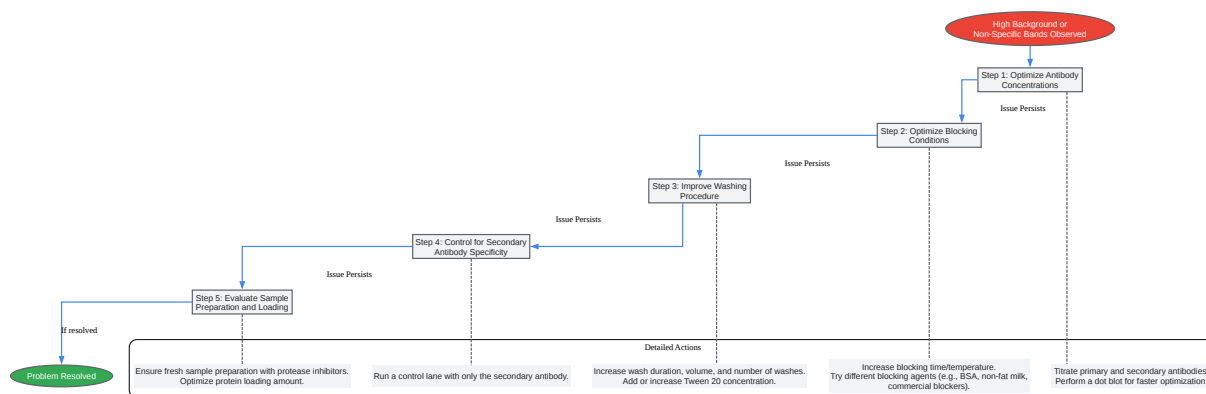 High Background or
Non-Specific Bands Observed
Step 1: Optimize Antibody
Concentrations
Issue Persists
Step 2: Optimize Blocking
Conditions
Issue Persists
Step 3: Improve Washing
Procedure
Issue Persists
Step 4: Control for Secondary
Antibody Specificity
Issue Persists
Step 5: Evaluate Sample
Preparation and Loading
If resolved
Problem Resolved
Detailed Actions
Ensure fresh sample preparation with protease inhibitors.
Optimize protein loading amount.
Run a control lane with only the secondary antibody.
Increase wash duration, volume, and number of washes.
Add or increase Tween 20 concentration.
Increase blocking time/temperature.
Try different blocking agents (e.g., BSA, non-fat milk,
commercial blockers).
Titrate primary and secondary antibodies
Perform a dot blot for faster optimization